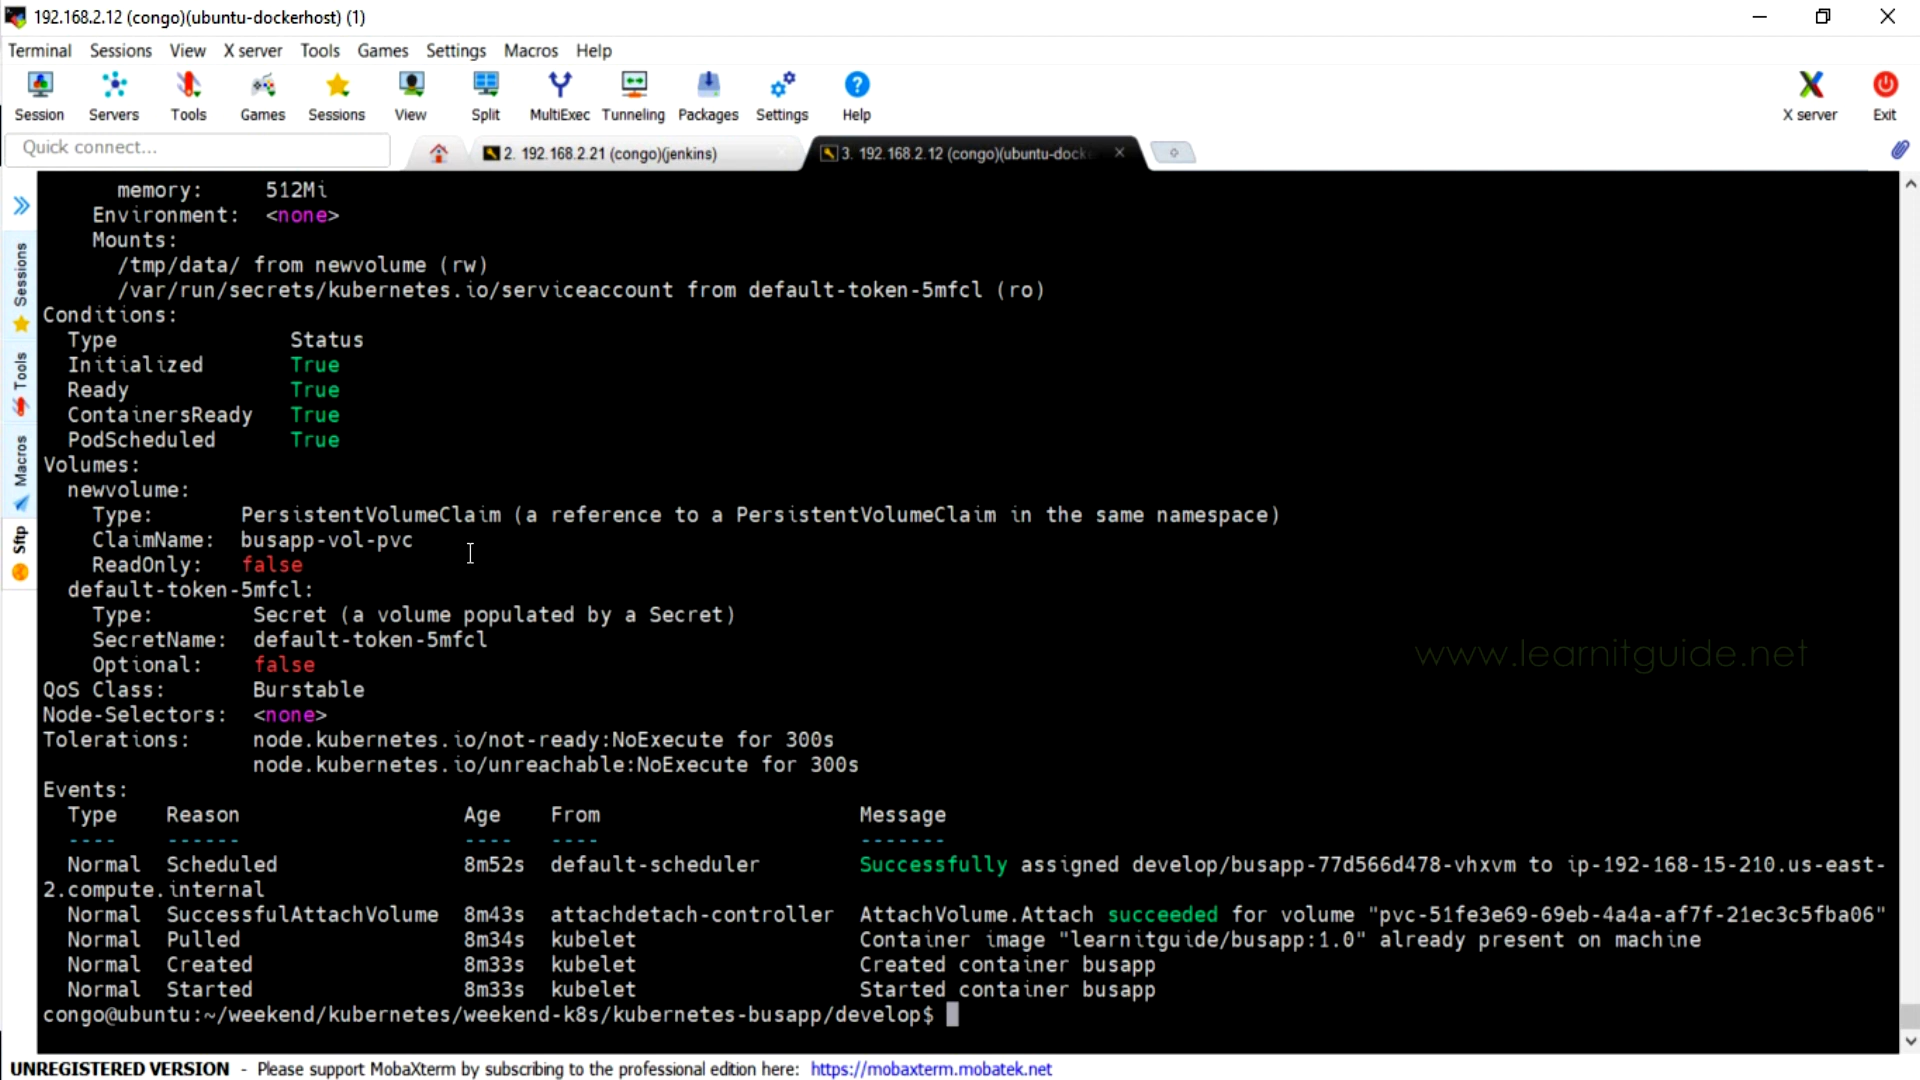 192.168.2.12 (congo)(ubuntu-dockerhost) (1)
Terminal Sessions View X server Tools Games Settings Macros Help
Session Servers Tools Games Sessions View Split MultiExec Tunneling Packages Settings Help X server Exit
Quick connect...
2. 192.168.2.21 (congo)(jenkins)
3. 192.168.2.12 (congo)(ubuntu-docke
Sessions
Tools
Macros
Sftp
memory: 512Mi
Environment: <none>
Mounts:
/tmp/data/ from newvolume (rw)
/var/run/secrets/kubernetes.io/serviceaccount from default-token-5mfcl (ro)
Conditions:
Type Status
Initialized True
Ready True
ContainersReady True
PodScheduled True
Volumes:
newvolume:
Type: PersistentVolumeClaim (a reference to a PersistentVolumeClaim in the same namespace)
ClaimName: busapp-vol-pvc
ReadOnly: false
default-token-5mfcl:
Type: Secret (a volume populated by a Secret)
SecretName: default-token-5mfcl
Optional: false
QoS Class: Burstable
Node-Selectors: <none>
Tolerations: node.kubernetes.io/not-ready:NoExecute for 300s
node.kubernetes.io/unreachable:NoExecute for 300s
Events:
Type Reason Age From Message
---- ------ ---- ---- -------
Normal Scheduled 8m52s default-scheduler Successfully assigned develop/busapp-77d566d478-vhxvm to ip-192-168-15-210.us-east-
2.compute.internal
Normal SuccessfulAttachVolume 8m43s attachdetach-controller AttachVolume.Attach succeeded for volume "pvc-51fe3e69-69eb-4a4a-af7f-21ec3c5fba06"
Normal Pulled 8m34s kubelet Container image "learnitguide/busapp:1.0" already present on machine
Normal Created 8m33s kubelet Created container busapp
Normal Started 8m33s kubelet Started container busapp
congo@ubuntu:~/weekend/kubernetes/weekend-k8s/kubernetes-busapp/develop$
www.learnitguide.net
UNREGISTERED VERSION - Please support MobaXterm by subscribing to the professional edition here: https://mobaxterm.mobatek.net